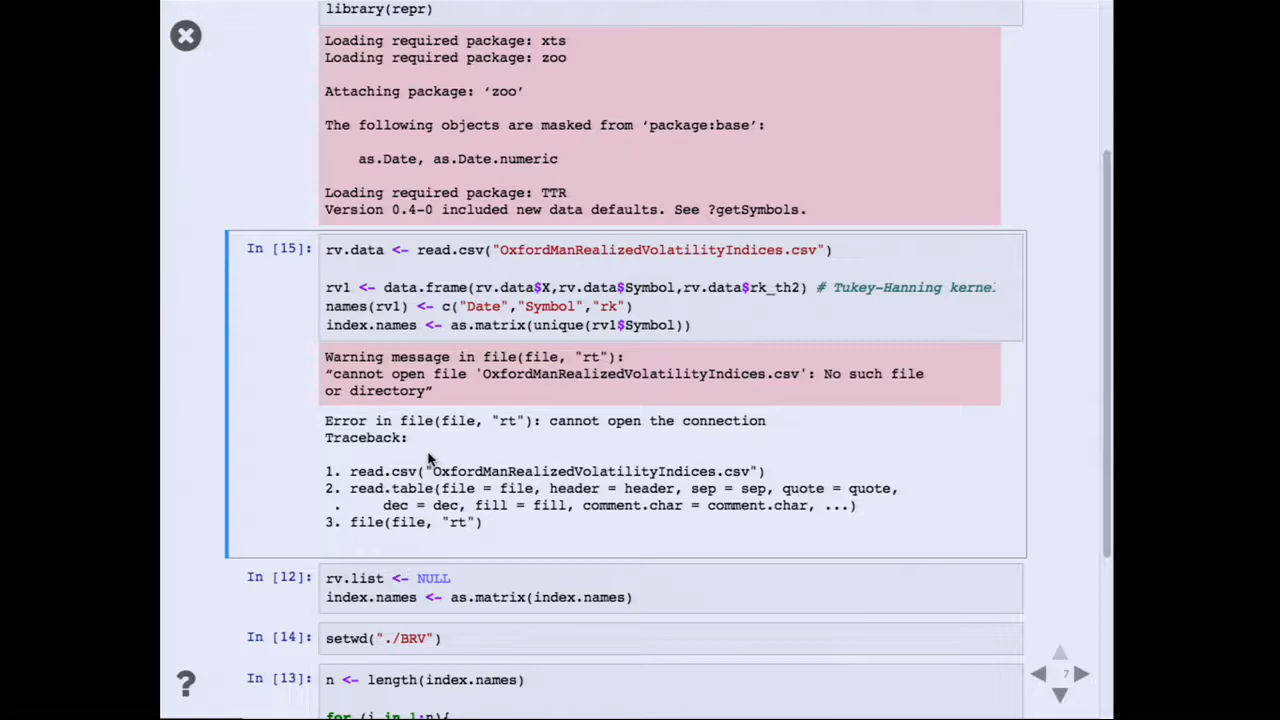 library(repr)
Loading required package: xts
Loading required package: zoo
Attaching package: ‘zoo’
The following objects are masked from ‘package:base’:
as.Date, as.Date.numeric
Loading required package: TTR
Version 0.4-0 included new data defaults. See ?getSymbols.
In [15]: rv.data <- read.csv("OxfordManRealizedVolatilityIndices.csv")
rv1 <- data.frame(rv.data$X,rv.data$Symbol,rv.data$rk_th2) # Tukey-Hanning kerne
names(rv1) <- c("Date","Symbol","rk")
index.names <- as.matrix(unique(rv1$Symbol))
Warning message in file(file, "rt"):
“cannot open file 'OxfordManRealizedVolatilityIndices.csv': No such file
or directory”
Error in file(file, "rt"): cannot open the connection
Traceback:
1. read.csv("OxfordManRealizedVolatilityIndices.csv")
2. read.table(file = file, header = header, sep = sep, quote = quote,
. dec = dec, fill = fill, comment.char = comment.char, ...)
3. file(file, "rt")
In [12]: rv.list <- NULL
index.names <- as.matrix(index.names)
In [14]: setwd("./BRV")
In [13]: n <- length(index.names)
for (i in 1:n){
?
7